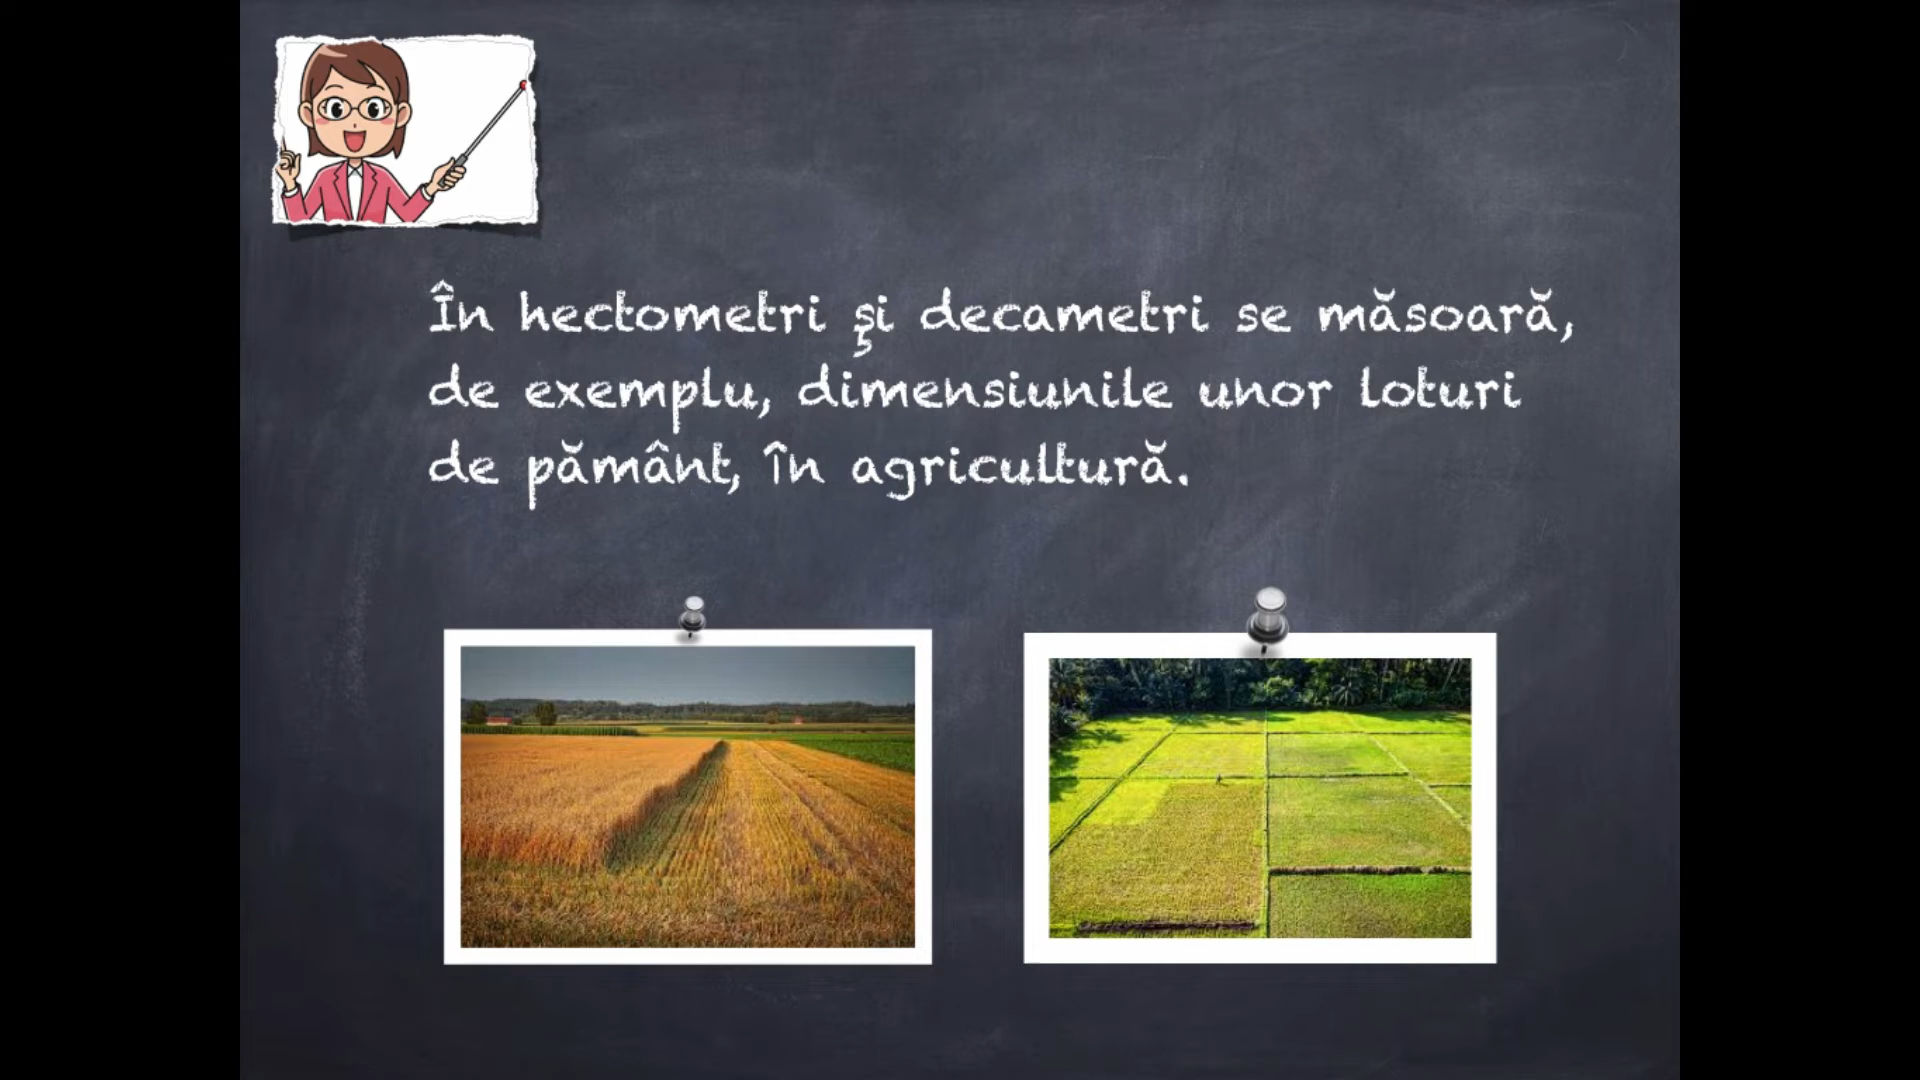 În hectometri şi decametri se măsoară,
de exemplu, dimensiunile unor loturi
de pământ, în agricultură.